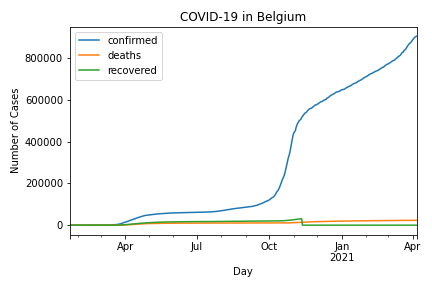 COVID-19 in Belgium
confirmed
deaths
recovered
Number of Cases
800000
600000
400000
200000
0
Apr
Jul
Oct
Jan
2021
Apr
Day